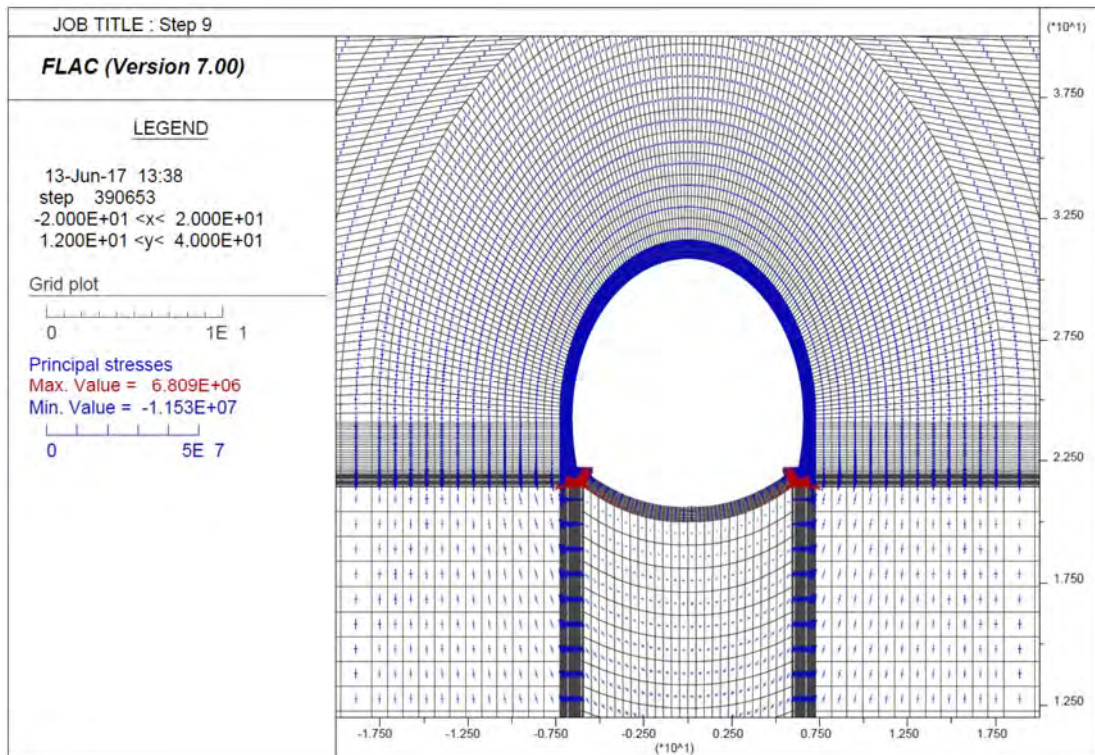 JOB TITLE : Step 9
FLAC (Version 7.00)
LEGEND
13-Jun-17 13:38
step 390653
-2.000E+01 <x< 2.000E+01
1.200E+01 <y< 4.000E+01
Grid plot
0 1E 1
Principal stresses
Max. Value = 6.809E+06
Min. Value = -1.153E+07
0 5E 7
(*10^1)
3.750
3.250
2.750
2.250
1.750
1.250
-1.750 -1.250 -0.750 -0.250 0.250 0.750 1.250 1.750
(*10^1)